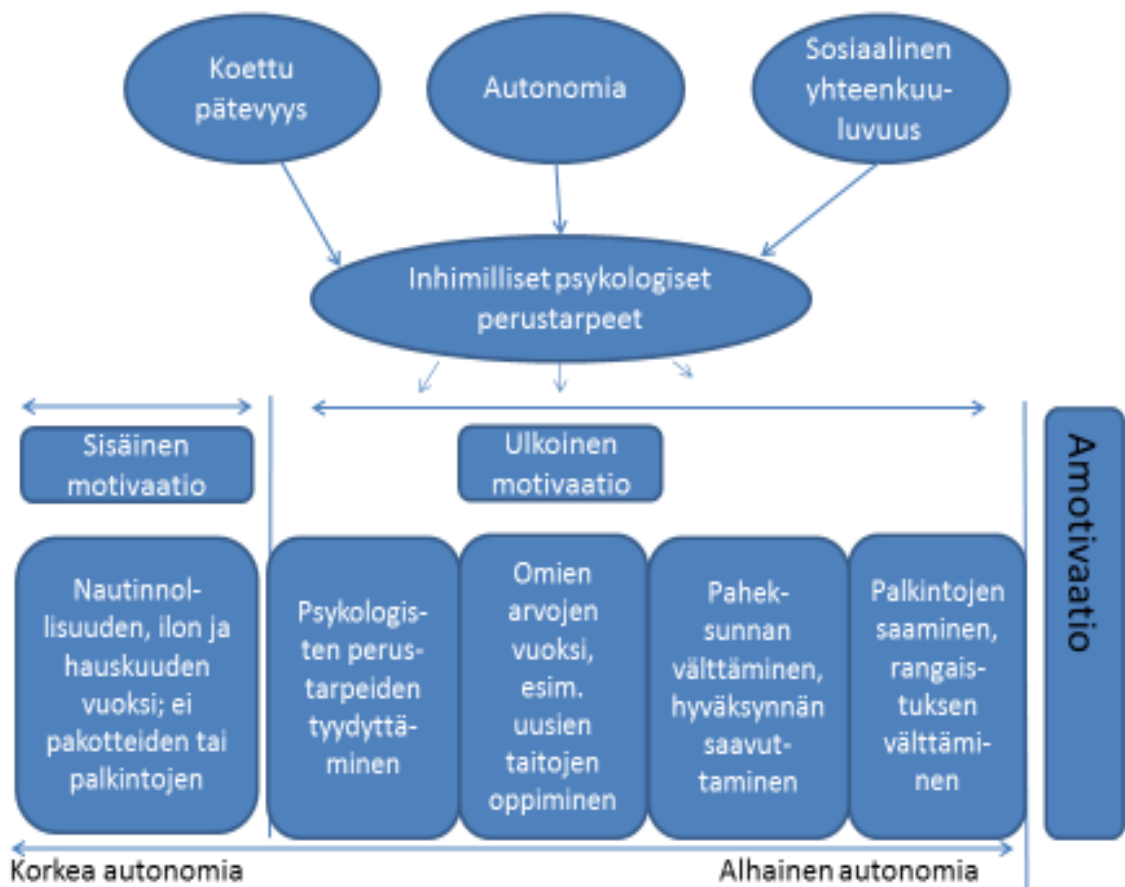 Koettu
pätevyys
Autonomia
Sosiaalinen
yhteenkuu-
luvuus
Inhimilliset psykologiset
perustarpeet
Sisäinen
motivaatio
Ulkoinen
motivaatio
Amotivaatio
Nautinnol-
lisuuden, ilon ja
hauskuuden
vuoksi; ei
pakotteiden tai
palkintojen
Psykologis-
ten perus-
tarpeiden
tyydyttä-
minen
Omien
arvojen
vuoksi,
esim.
uusien
taitojen
oppiminen
Pahek-
sunnan
välttäminen,
hyväksynnän
saavut-
taminen
Palkintojen
saaminen,
rangais-
tuksen
välttämi-
nen
Korkea autonomia
Alhainen autonomia